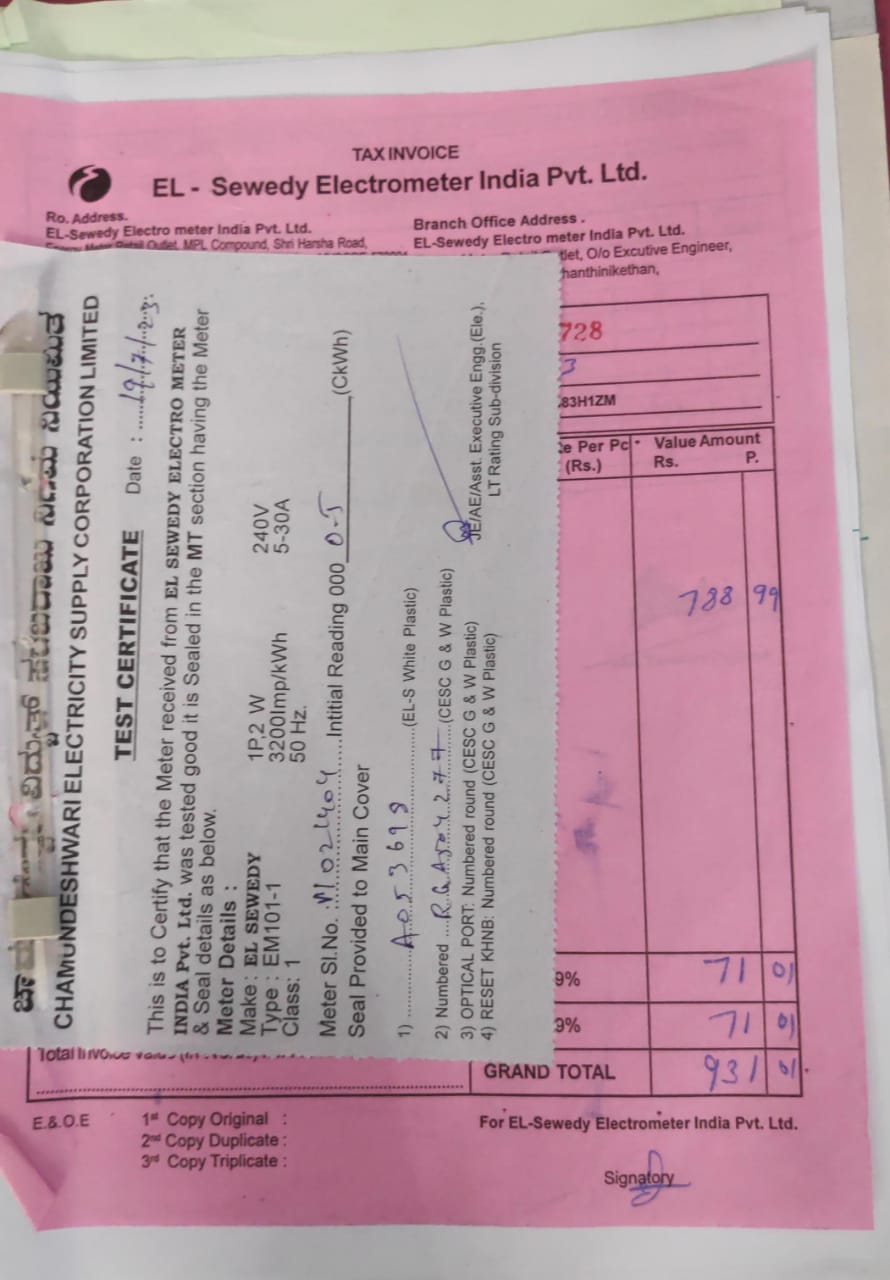 TAX INVOICE
EL - Sewedy Electrometer India Pvt. Ltd.
Ro. Address.
EL-Sewedy Electro meter India Pvt. Ltd.
Outlet, MPL Compound, Shri Harsha Road,
Branch Office Address .
EL-Sewedy Electro meter India Pvt. Ltd.
tlet, O/o Excutive Engineer,
hanthinikethan,
728
3
83H1ZM
e Per Pc Value Amount
(Rs.) Rs. P.
788 99
9% 71 01
9% 71 01
GRAND TOTAL 931 01
E.&.O.E
1st Copy Original :
2nd Copy Duplicate :
3rd Copy Triplicate :
For EL-Sewedy Electrometer India Pvt. Ltd.
Signatory
CHAMUNDESHWARI ELECTRICITY SUPPLY CORPORATION LIMITED
TEST CERTIFICATE Date : 19/7/23
This is to Certify that the Meter received from EL SEWEDY ELECTRO METER
INDIA Pvt. Ltd. was tested good it is Sealed in the MT section having the Meter
& Seal details as below.
Meter Details :
Make : EL SEWEDY 1P,2 W 240V
Type : EM101-1 3200Imp/kWh 5-30A
Class: 1 50 Hz.
Meter Sl.No. : Intitial Reading 000 0-5 (CkWh)
Seal Provided to Main Cover
1) A053698 (EL-S White Plastic)
2) Numbered (CESC G & W Plastic)
3) OPTICAL PORT: Numbered round (CESC G & W Plastic)
4) RESET KHNB: Numbered round (CESC G & W Plastic)
JE/AE/Asst. Executive Engg.(Ele.),
LT Rating Sub-division